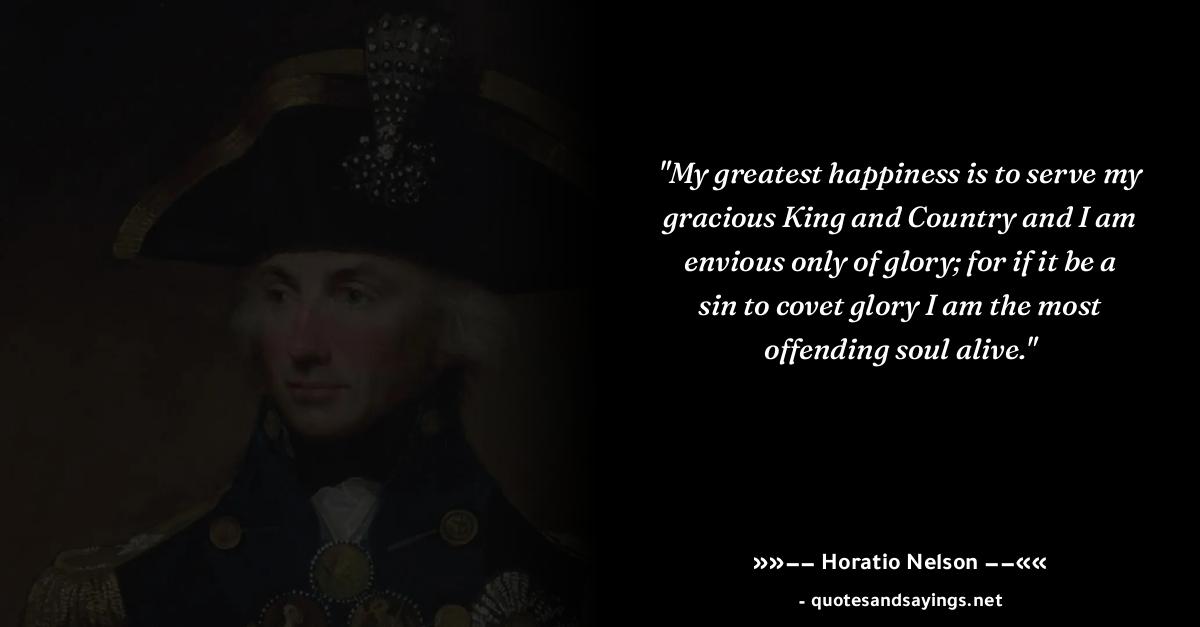 "My greatest happiness is to serve my
gracious King and Country and I am
envious only of glory; for if it be a
sin to covet glory I am the most
offending soul alive."
»»−− Horatio Nelson −−««
- quotesandsayings.net